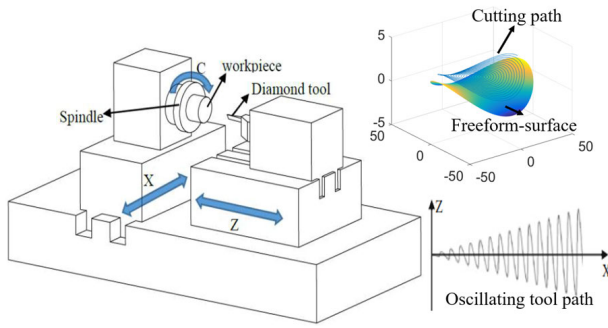 C
workpiece
Diamond tool
Spindle
X
Z
Cutting path
5
0
-5
Freeform-surface
50
0
-50
-50
0
50
Z
X
Oscillating tool path